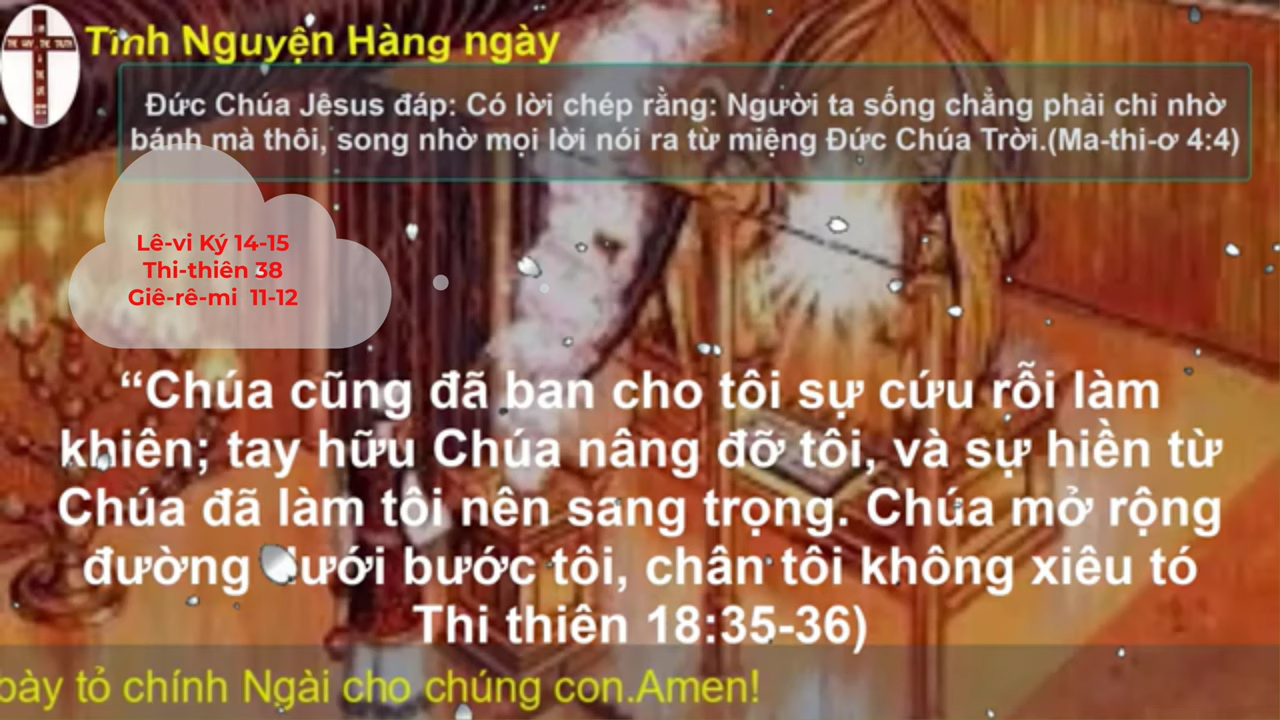 THE WAY, THE TRUTH
Tĩnh Nguyện Hàng ngày
Đức Chúa Jêsus đáp: Có lời chép rằng: Người ta sống chẳng phải chỉ nhờ
bánh mà thôi, song nhờ mọi lời nói ra từ miệng Đức Chúa Trời.(Ma-thi-ơ 4:4)
Lê-vi Ký 14-15
Thi-thiên 38
Giê-rê-mi 11-12
“Chúa cũng đã ban cho tôi sự cứu rỗi làm
khiên; tay hữu Chúa nâng đỡ tôi, và sự hiền từ
Chúa đã làm tôi nên sang trọng. Chúa mở rộng
đường dưới bước tôi, chân tôi không xiêu tó
Thi thiên 18:35-36)
bày tỏ chính Ngài cho chúng con.Amen!